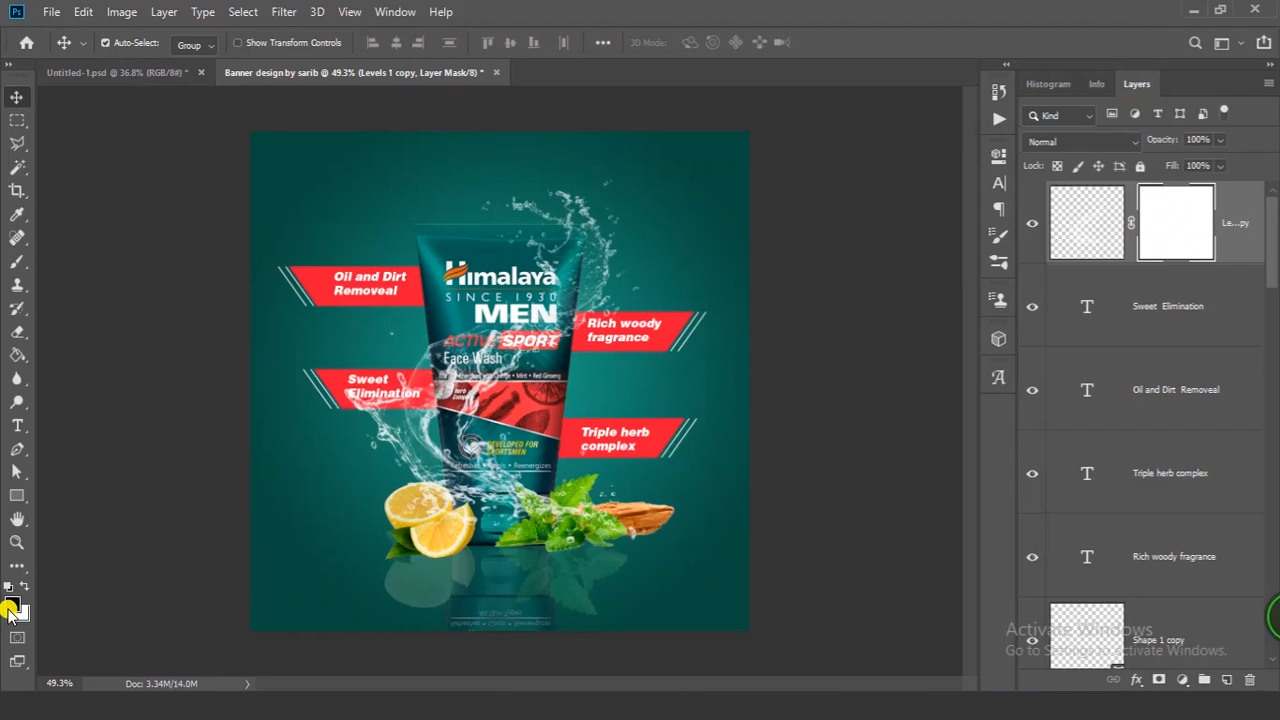 Ps File Edit Image Layer Type Select Filter 3D View Window Help
Auto-Select: Group Show Transform Controls 3D Mode:
Untitled-1.psd @ 36.8% (RGB/8#) * Banner design by sarib @ 49.3% (Levels 1 copy, Layer Mask/8) *
Histogram Info Layers
Kind
Normal Opacity: 100%
Lock: Fill: 100%
Le...py
Sweet Elimination
Oil and Dirt Removeal
Triple herb complex
Rich woody fragrance
Shape 1 copy
Oil and Dirt
Removeal
Himalaya
SINCE 1930
MEN
ACTIVE SPORT
Face Wash
Rich woody
fragrance
Sweet
Elimination
Herb
DEVELOPED FOR
SPORTSMEN
Triple herb
complex
Activate Windows
Go to Settings to activate Windows.
49.3% Doc: 3.34M/14.0M